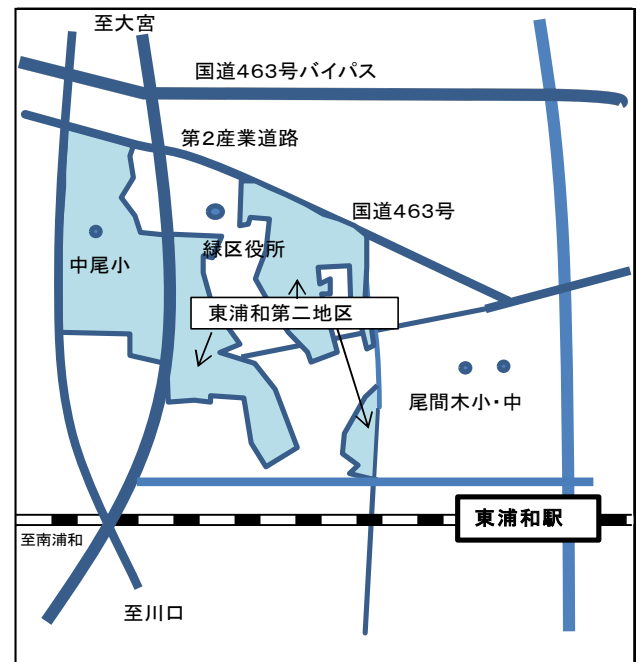 至大宮
国道463号バイパス
第2産業道路
国道463号
緑区役所
中尾小
東浦和第二地区
尾間木小・中
東浦和駅
至南浦和
至川口